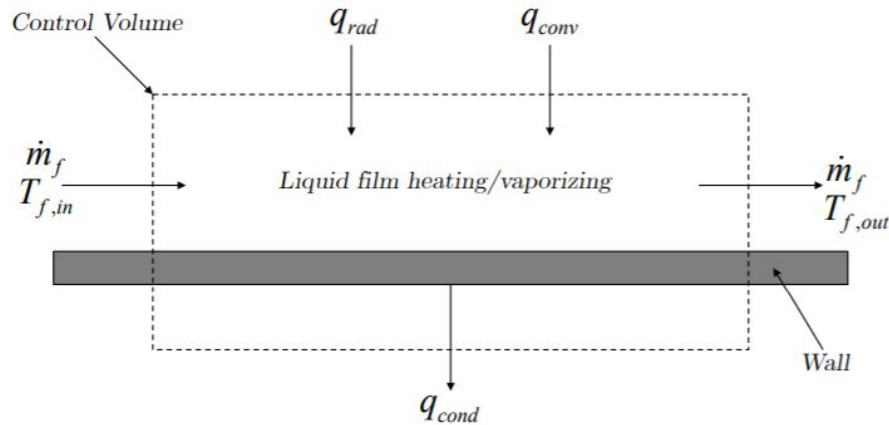 Control Volume
q_rad
q_conv
ṁ_f
T_f,in
Liquid film heating/vaporizing
ṁ_f
T_f,out
Wall
q_cond